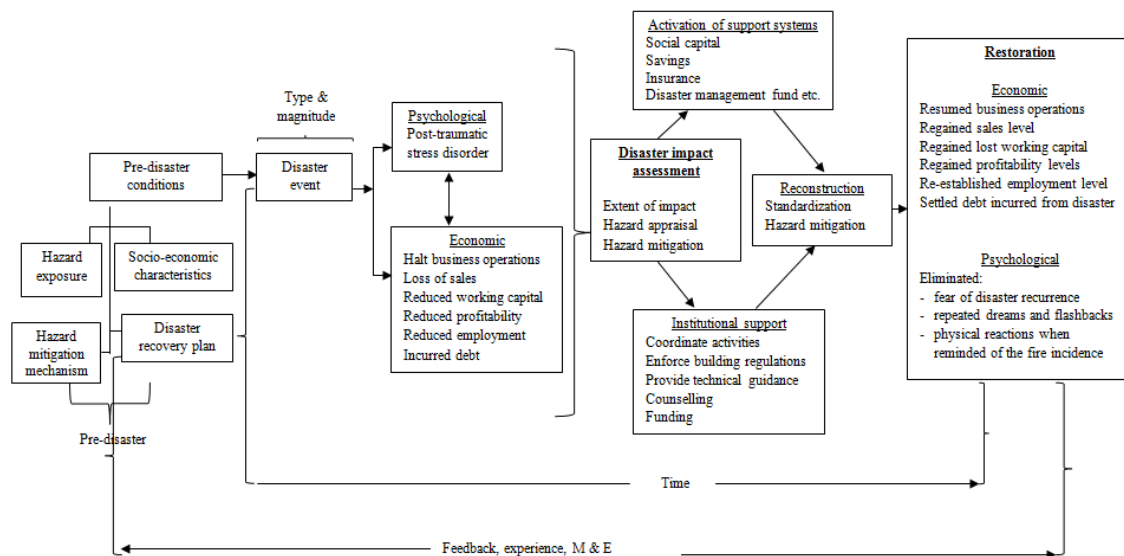 Pre-disaster
conditions
Hazard
exposure
Socio-economic
characteristics
Hazard
mitigation
mechanism
Disaster
recovery plan
Pre-disaster
Type &
magnitude
Disaster
event
Psychological
Post-traumatic
stress disorder
Economic
Halt business operations
Loss of sales
Reduced working capital
Reduced profitability
Reduced employment
Incurred debt
Disaster impact
assessment
Extent of impact
Hazard appraisal
Hazard mitigation
Activation of support systems
Social capital
Savings
Insurance
Disaster management fund etc.
Institutional support
Coordinate activities
Enforce building regulations
Provide technical guidance
Counselling
Funding
Reconstruction
Standardization
Hazard mitigation
Restoration
Economic
Resumed business operations
Regained sales level
Regained lost working capital
Regained profitability levels
Re-established employment level
Settled debt incurred from disaster
Psychological
Eliminated:
- fear of disaster recurrence
- repeated dreams and flashbacks
- physical reactions when
reminded of the fire incidence
Time
Feedback, experience, M & E